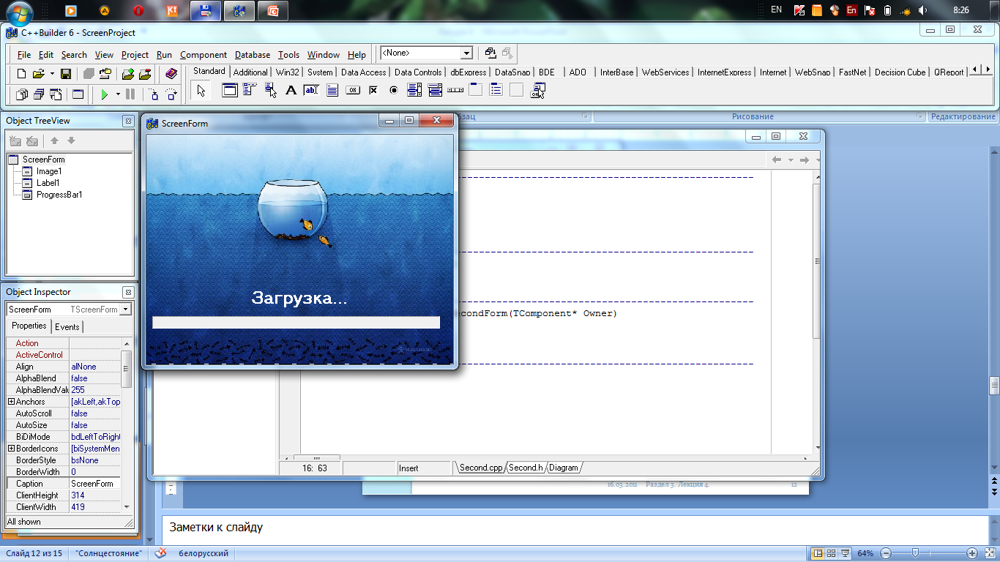 EN
En
8:26
C++Builder 6 - ScreenProject
File Edit Search View Project Run Component Database Tools Window Help
<None>
Standard Additional Win32 System Data Access Data Controls dbExpress DataSnap BDE ADO InterBase WebServices InternetExpress Internet WebSnap FastNet Decision Cube QReport
Рисование
Редактирование
Object TreeView
ScreenForm
Image1
Label1
ProgressBar1
ScreenForm
Загрузка...
VLADSTUDIO
econdForm(TComponent* Owner)
Object Inspector
ScreenForm TScreenForm
Properties Events
Action
ActiveControl
Align alNone
AlphaBlend false
AlphaBlendValu 255
Anchors [akLeft,akTop
AutoScroll false
AutoSize false
BiDiMode bdLeftToRigh
BorderIcons [biSystemMen
BorderStyle bsNone
BorderWidth 0
Caption ScreenForm
ClientHeight 314
ClientWidth 419
All shown
16: 63
Insert
Second.cpp Second.h Diagram
16.03.2011 Раздел 3. Лекция 4. 12
Заметки к слайду
Слайд 12 из 15 "Солнцестояние" белорусский 64%